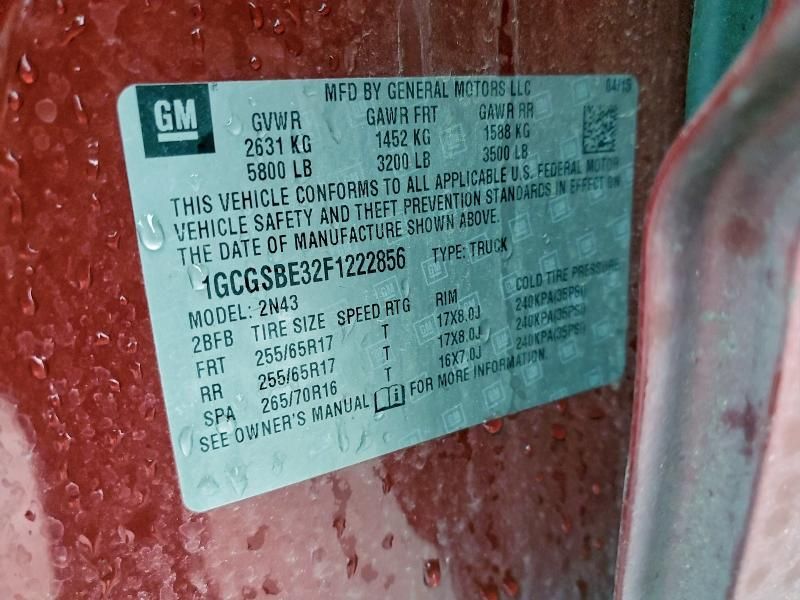 GM
MFD BY GENERAL MOTORS LLC 04/15
GVWR GAWR FRT GAWR RR
2631 KG 1452 KG 1588 KG
5800 LB 3200 LB 3500 LB
THIS VEHICLE CONFORMS TO ALL APPLICABLE U.S. FEDERAL MOTOR
VEHICLE SAFETY AND THEFT PREVENTION STANDARDS IN EFFECT ON
THE DATE OF MANUFACTURE SHOWN ABOVE.
1GCGSBE32F1222856 TYPE: TRUCK
MODEL: 2N43
2BFB TIRE SIZE SPEED RTG RIM COLD TIRE PRESSURE
FRT 255/65R17 T 17X8.0J 240KPA(35PSI)
RR 255/65R17 T 17X8.0J 240KPA(35PSI)
SPA 265/70R16 T 16X7.0J 240KPA(35PSI)
SEE OWNER'S MANUAL FOR MORE INFORMATION.